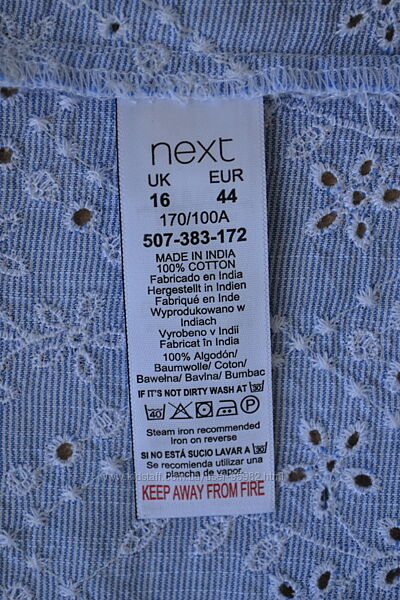 next
UK EUR
16 44
170/100A
507-383-172
MADE IN INDIA
100% COTTON
Fabricado en India
Hergestellt in Indien
Fabriqué en Inde
Wyprodukowano w
Indiach
Vyrobeno v Indii
Fabricat în India
100% Algodón/
Baumwolle/ Coton/
Bawełna/ Bavlna/ Bumbac
IF IT'S NOT DIRTY WASH AT 30
40 P
Steam iron recommended
Iron on reverse
SI NO ESTÁ SUCIO LAVAR A 30
Se recomienda utilizar una
plancha de vapor.
KEEP AWAY FROM FIRE